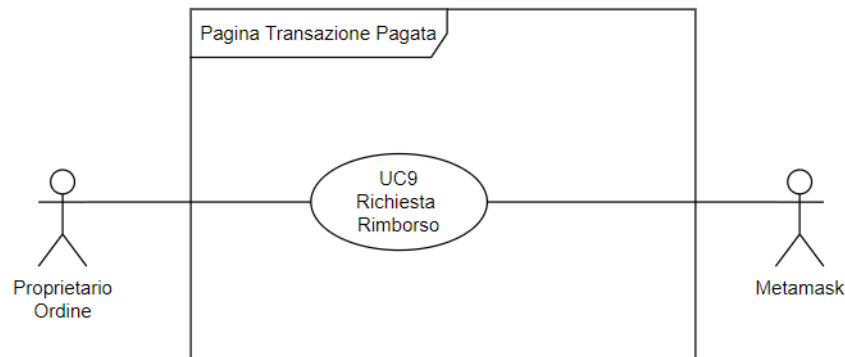 Pagina Transazione Pagata
UC9
Richiesta
Rimborso
Proprietario
Ordine
Metamask